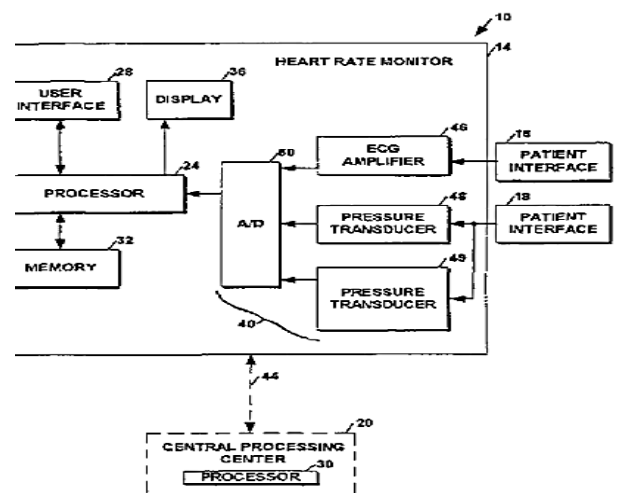 10
HEART RATE MONITOR
14
28
USER
INTERFACE
36
DISPLAY
46
ECG
AMPLIFIER
16
PATIENT
INTERFACE
24
PROCESSOR
50
A/D
48
PRESSURE
TRANSDUCER
18
PATIENT
INTERFACE
32
MEMORY
49
PRESSURE
TRANSDUCER
40
44
20
CENTRAL PROCESSING
CENTER
30
PROCESSOR